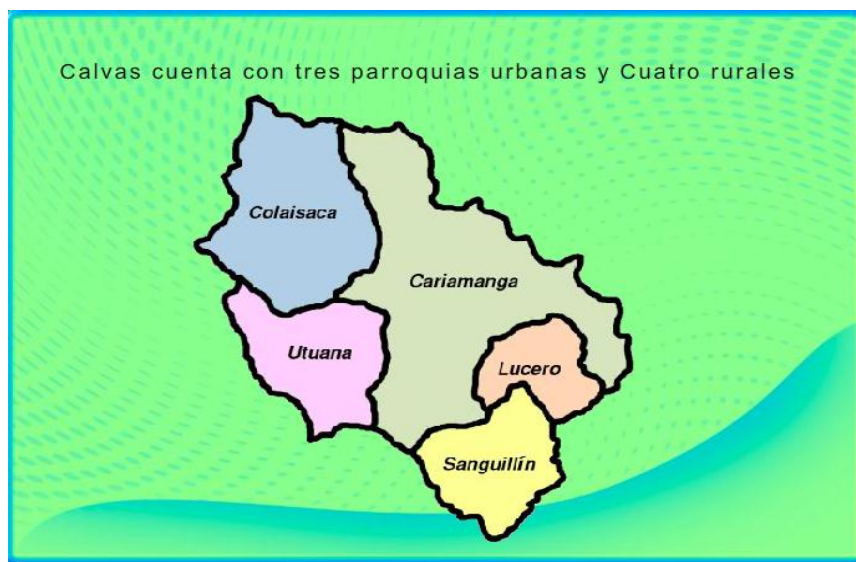 Calvas cuenta con tres parroquias urbanas y Cuatro rurales
Colaisaca
Cariamanga
Utuana
Lucero
Sanguillín